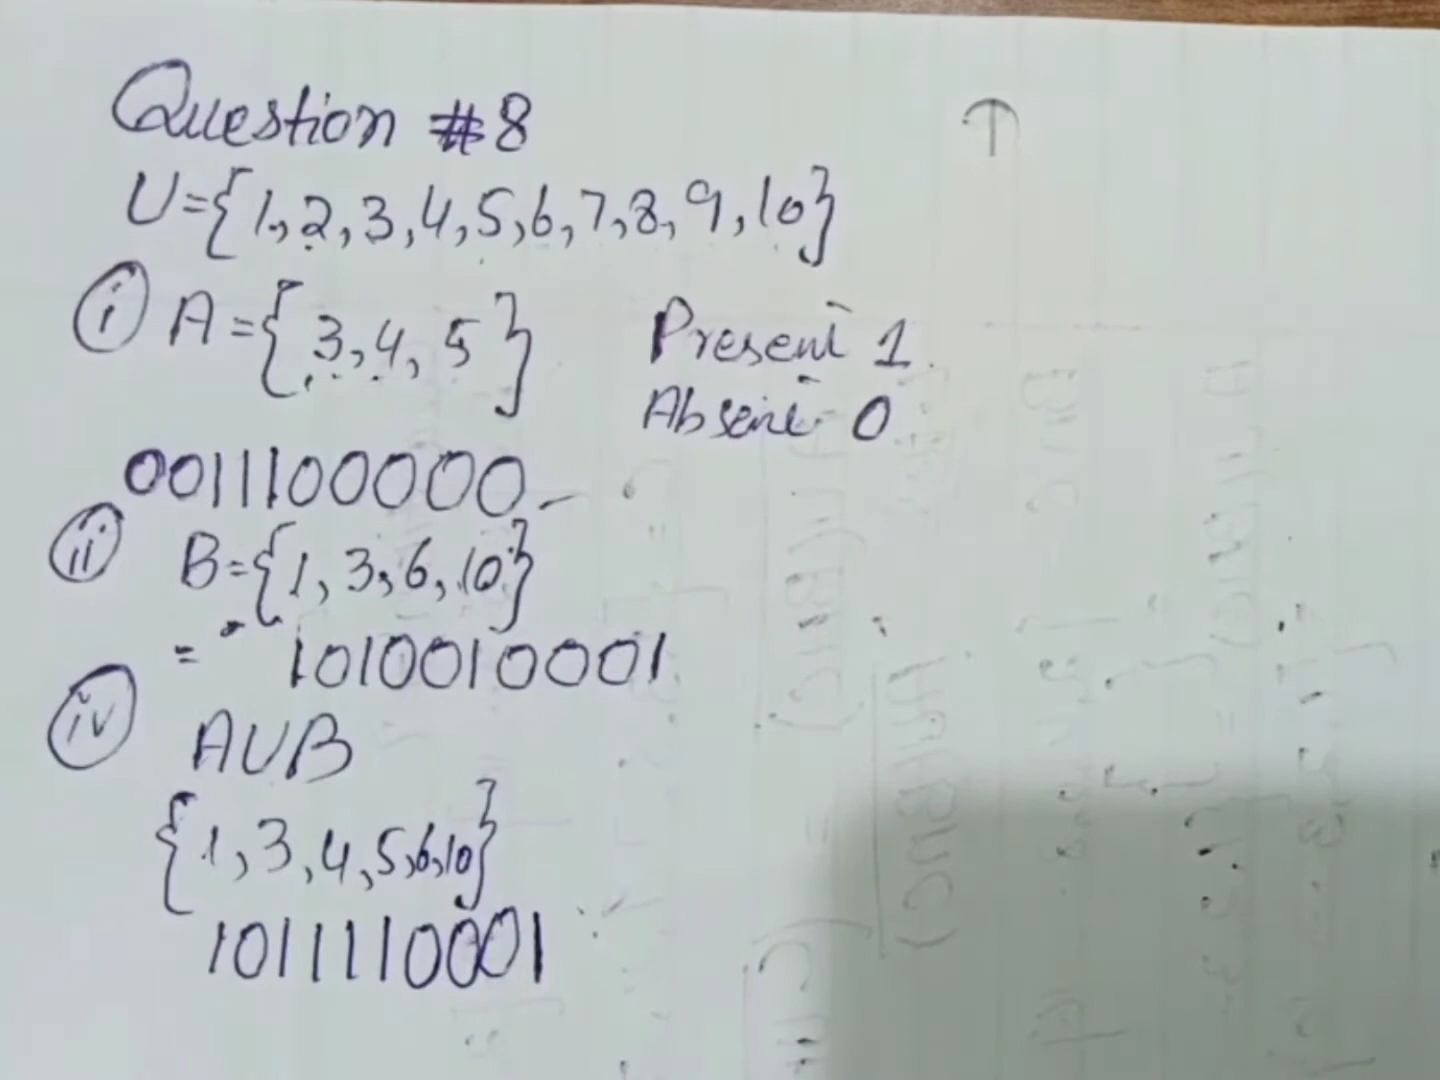 Question #8
U={1,2,3,4,5,6,7,8,9,10}
i A={3,4,5}
Present 1
Absent 0
0011100000
ii B={1,3,6,10}
= 1010010001
iv AUB
{1,3,4,5,6,10}
1011110001